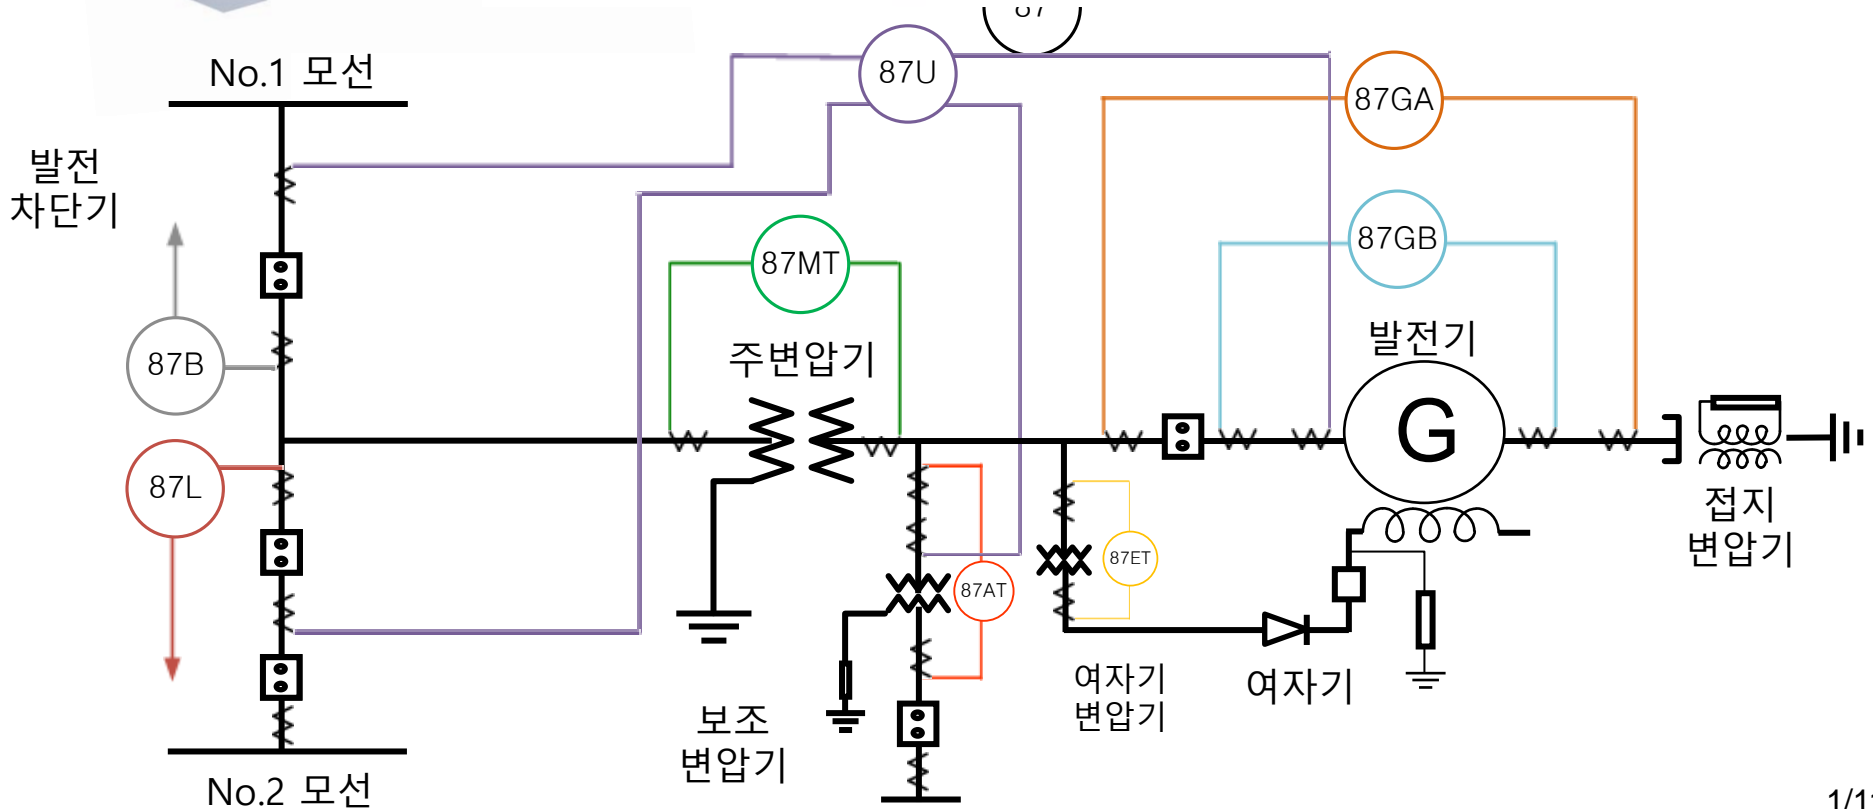 87
No.1 모선
87U
87GA
발전
차단기
87GB
87MT
발전기
주변압기
87B
G
87L
접지
변압기
87ET
87AT
여자기
변압기
여자기
보조
변압기
No.2 모선